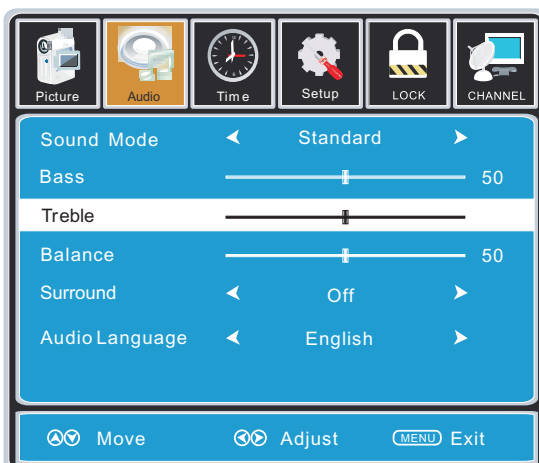 Picture Audio Time Setup LOCK CHANNEL
Sound Mode Standard
Bass 50
Treble
Balance 50
Surround Off
Audio Language English
Move Adjust MENU Exit